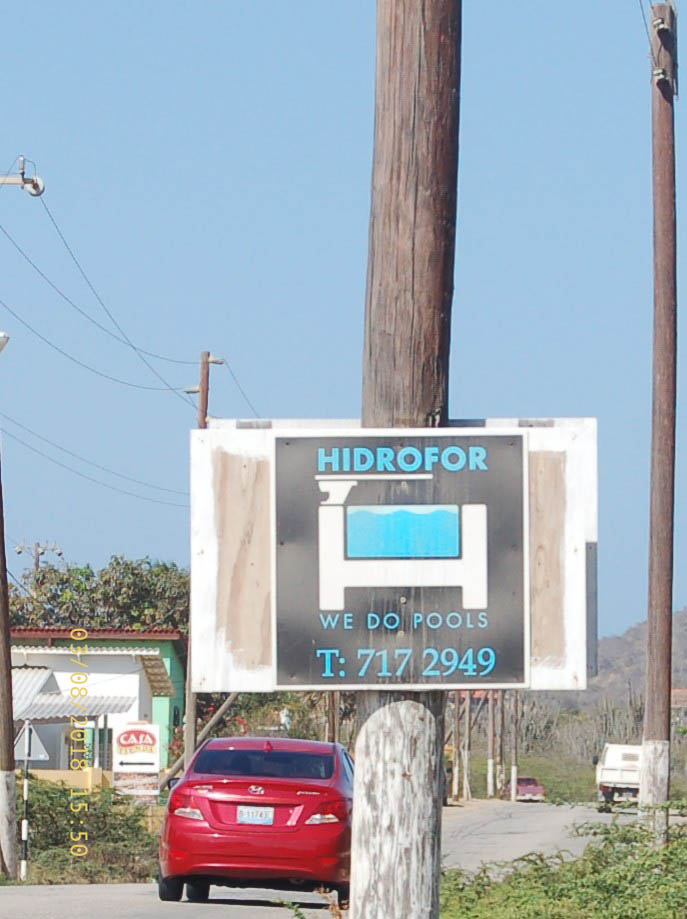 HIDROFOR
WE DO POOLS
T: 717 2949
CAJA
03/08/2018 15:50